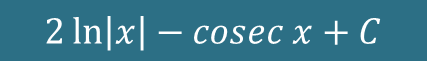 2 ln|x| − cosec x + C